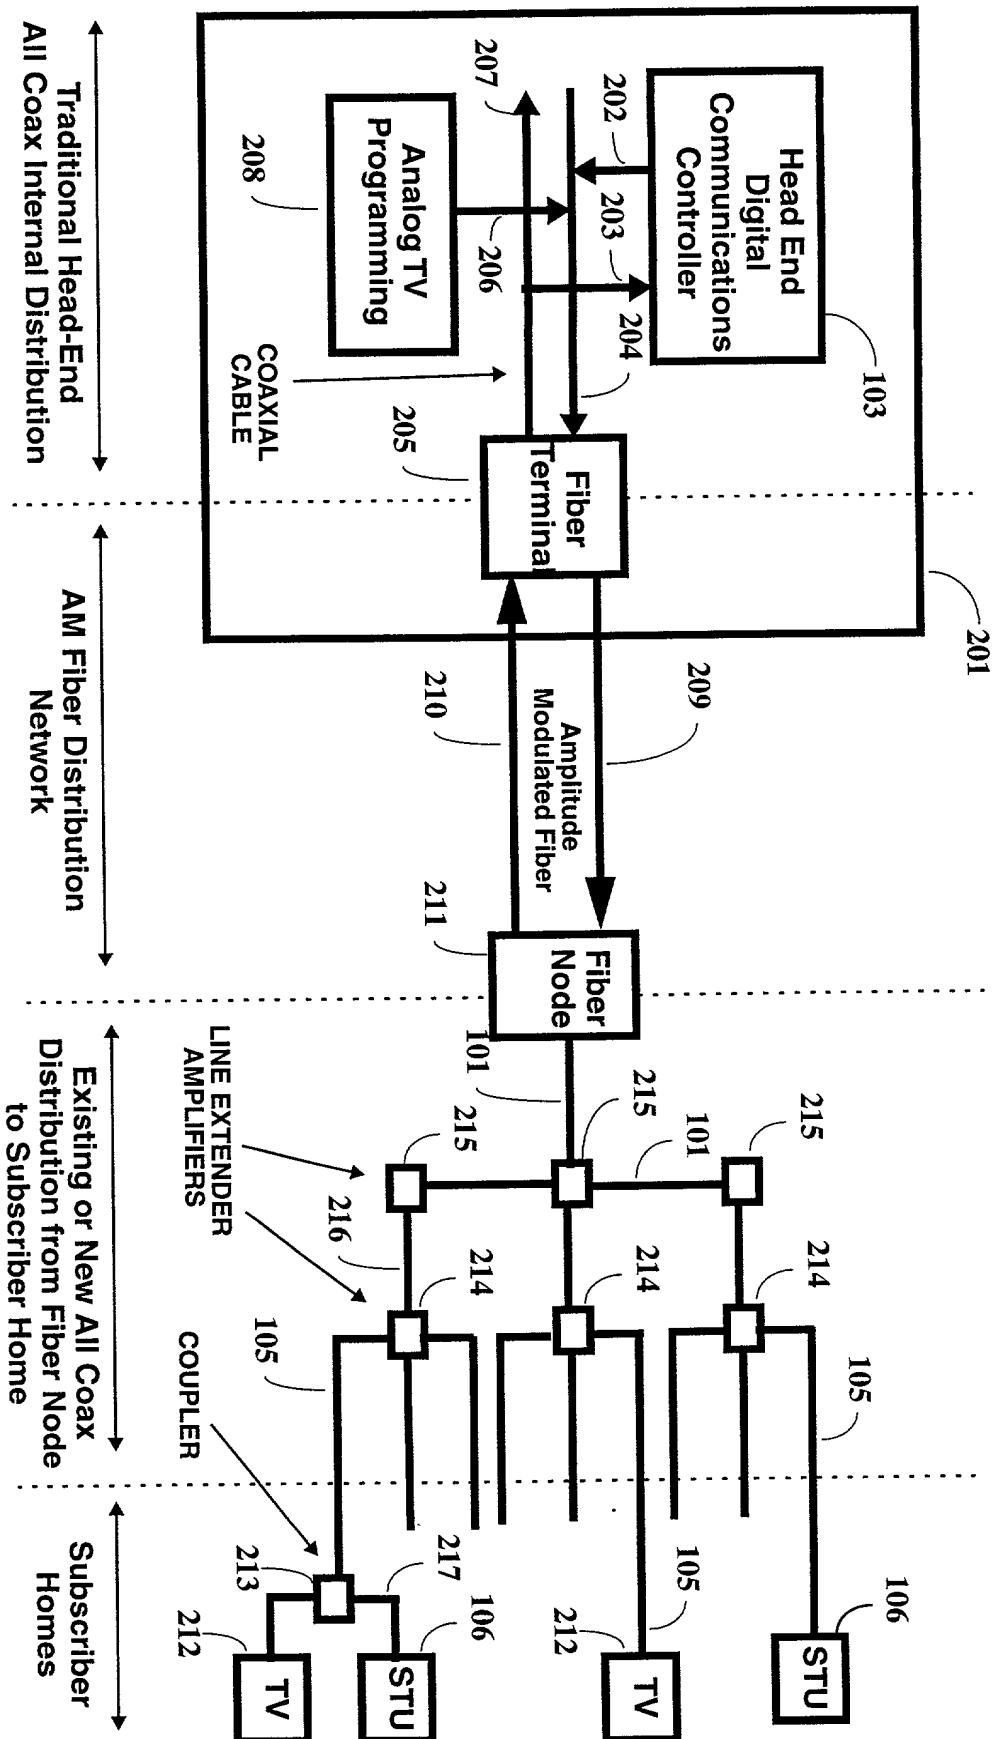 Head End
Digital
Communications
Controller
103
201
202
203
204
207
206
Analog TV
Programming
208
COAXIAL
CABLE
205
Fiber
Terminal
209
Amplitude
Modulated Fiber
210
211
Fiber
Node
101
215
101
215
215
216
214
214
214
LINE EXTENDER
AMPLIFIERS
105
105
105
COUPLER
213
217
106
106
212
212
STU
TV
STU
TV
Traditional Head-End
All Coax Internal Distribution
AM Fiber Distribution
Network
Existing or New All Coax
Distribution from Fiber Node
to Subscriber Home
Subscriber
Homes